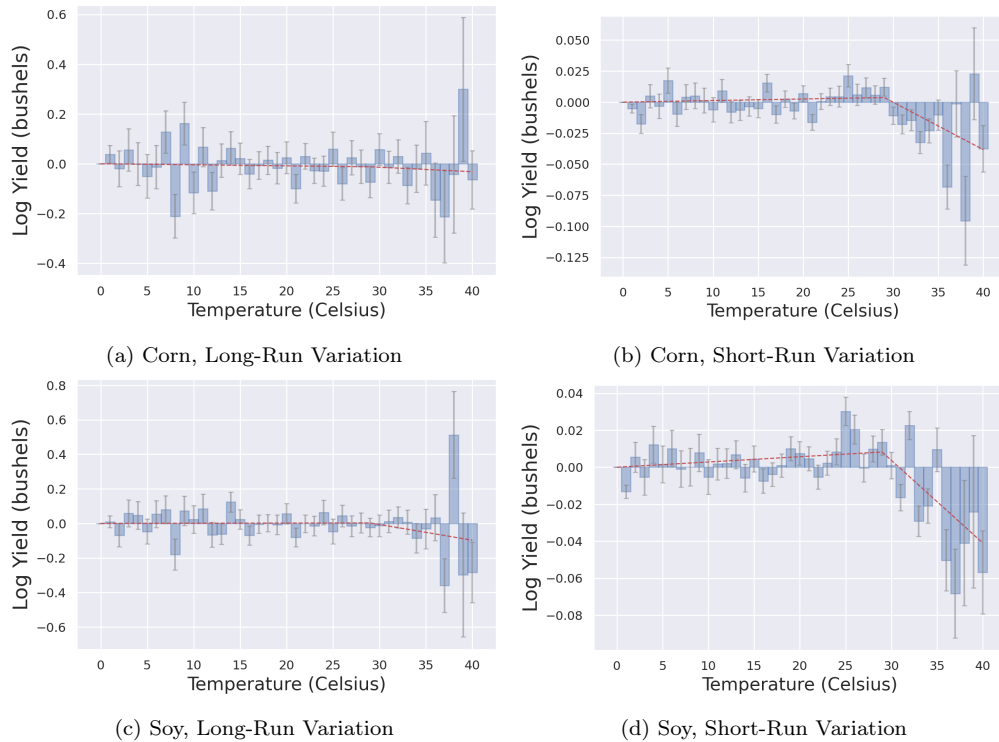 0.6
0.4
0.2
0.0
−0.2
−0.4
Log Yield (bushels)
0 5 10 15 20 25 30 35 40
Temperature (Celsius)
(a) Corn, Long-Run Variation
0.050
0.025
0.000
−0.025
−0.050
−0.075
−0.100
−0.125
Log Yield (bushels)
0 5 10 15 20 25 30 35 40
Temperature (Celsius)
(b) Corn, Short-Run Variation
0.8
0.6
0.4
0.2
0.0
−0.2
−0.4
−0.6
Log Yield (bushels)
0 5 10 15 20 25 30 35 40
Temperature (Celsius)
(c) Soy, Long-Run Variation
0.04
0.02
0.00
−0.02
−0.04
−0.06
−0.08
Log Yield (bushels)
0 5 10 15 20 25 30 35 40
Temperature (Celsius)
(d) Soy, Short-Run Variation